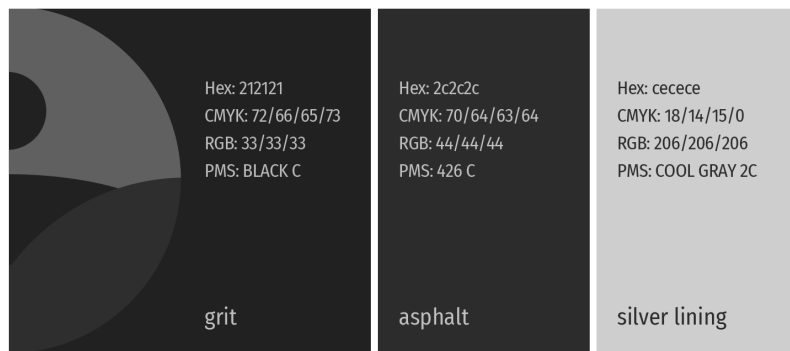 Hex: 212121
CMYK: 72/66/65/73
RGB: 33/33/33
PMS: BLACK C
grit
Hex: 2c2c2c
CMYK: 70/64/63/64
RGB: 44/44/44
PMS: 426 C
asphalt
Hex: cecece
CMYK: 18/14/15/0
RGB: 206/206/206
PMS: COOL GRAY 2C
silver lining